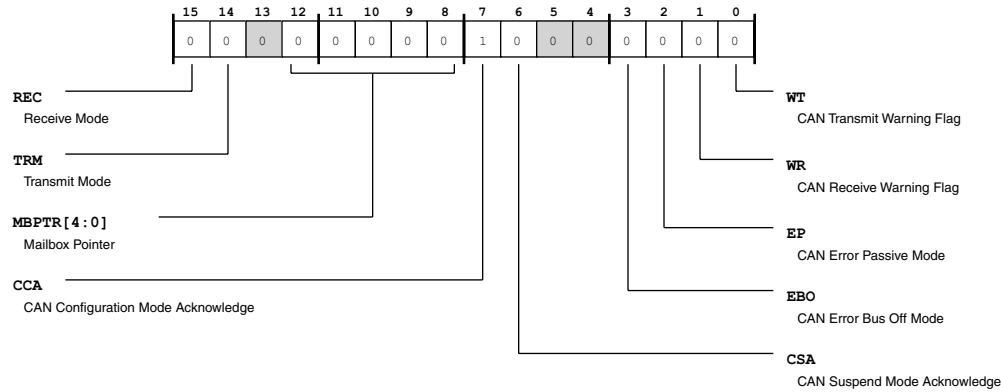 15 14 13 12 11 10 9 8 7 6 5 4 3 2 1 0
0 0 0 0 0 0 0 0 1 0 0 0 0 0 0 0
REC
Receive Mode
TRM
Transmit Mode
MBPTR[4:0]
Mailbox Pointer
CCA
CAN Configuration Mode Acknowledge
WT
CAN Transmit Warning Flag
WR
CAN Receive Warning Flag
EP
CAN Error Passive Mode
EBO
CAN Error Bus Off Mode
CSA
CAN Suspend Mode Acknowledge